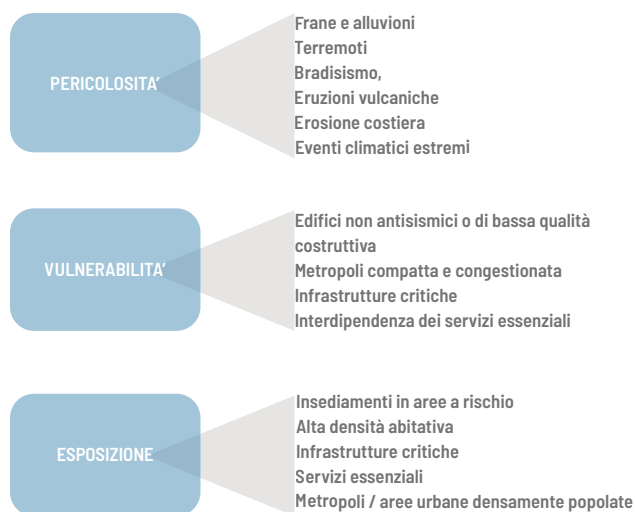 PERICOLOSITA’
Frane e alluvioni
Terremoti
Bradisismo,
Eruzioni vulcaniche
Erosione costiera
Eventi climatici estremi
VULNERABILITA’
Edifici non antisismici o di bassa qualità
costruttiva
Metropoli compatta e congestionata
Infrastrutture critiche
Interdipendenza dei servizi essenziali
ESPOSIZIONE
Insediamenti in aree a rischio
Alta densità abitativa
Infrastrutture critiche
Servizi essenziali
Metropoli / aree urbane densamente popolate